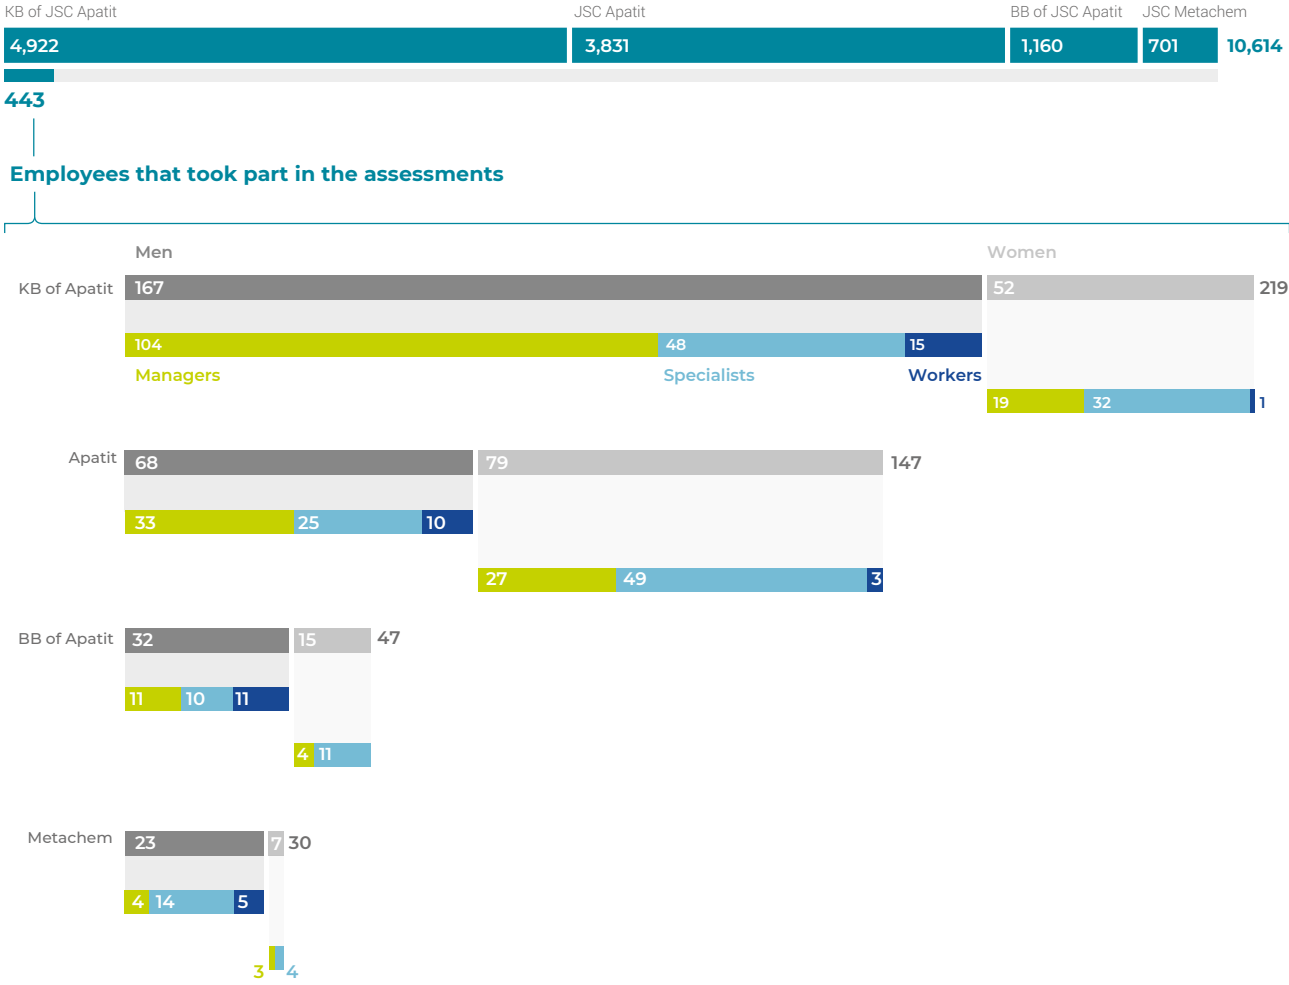 KB of JSC Apatit JSC Apatit BB of JSC Apatit JSC Metachem
4,922 3,831 1,160 701 10,614
443
Employees that took part in the assessments
Men Women
KB of Apatit 167 52 219
104 48 15
Managers Specialists Workers
19 32 1
Apatit 68 79 147
33 25 10
27 49 3
BB of Apatit 32 15 47
11 10 11
4 11
Metachem 23 7 30
4 14 5
3 4